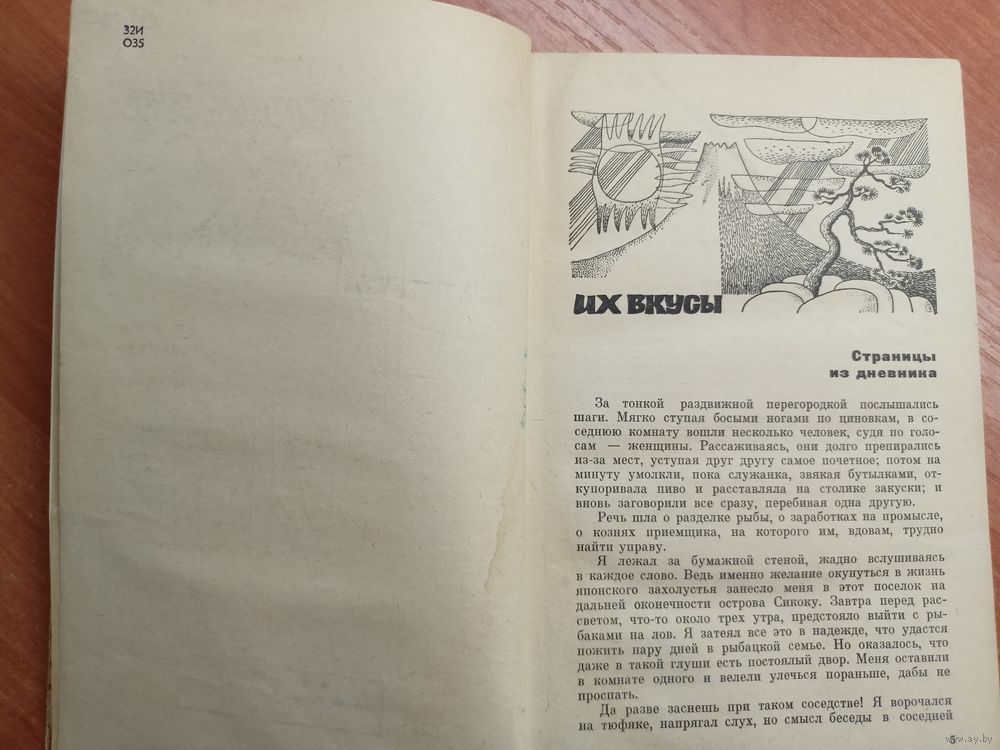 32И
О35
ИХ ВКУСЫ
Страницы
из дневника
За тонкой раздвижной перегородкой послышались
шаги. Мягко ступая босыми ногами по циновкам, в со-
седнюю комнату вошли несколько человек, судя по голо-
сам — женщины. Рассаживаясь, они долго препирались
из-за мест, уступая друг другу самое почетное; потом на
минуту умолкли, пока служанка, звякая бутылками, от-
купоривала пиво и расставляла на столике закуски; и
вновь заговорили все сразу, перебивая одна другую.
Речь шла о разделке рыбы, о заработках на промысле,
о кознях приемщика, на которого им, вдовам, трудно
найти управу.
Я лежал за бумажной стеной, жадно вслушиваясь
в каждое слово. Ведь именно желание окунуться в жизнь
японского захолустья занесло меня в этот поселок на
дальней оконечности острова Сикоку. Завтра перед рас-
светом, что-то около трех утра, предстояло выйти с ры-
баками на лов. Я затеял все это в надежде, что удастся
пожить пару дней в рыбацкой семье. Но оказалось, что
даже в такой глуши есть постоялый двор. Меня оставили
в комнате одного и велели улечься пораньше, дабы не
проспать.
Да разве заснешь при таком соседстве! Я ворочался
на тюфяке, напрягал слух, но смысл беседы в соседней
5
www.ay.by